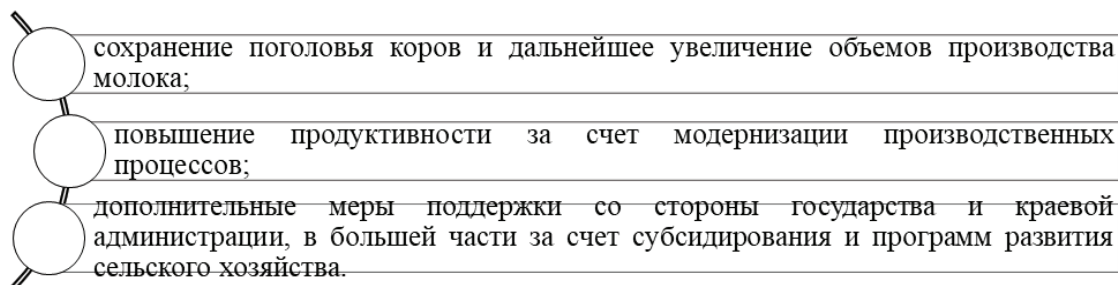 сохранение поголовья коров и дальнейшее увеличение объемов производства
молока;
повышение продуктивности за счет модернизации производственных
процессов;
дополнительные меры поддержки со стороны государства и краевой
администрации, в большей части за счет субсидирования и программ развития
сельского хозяйства.